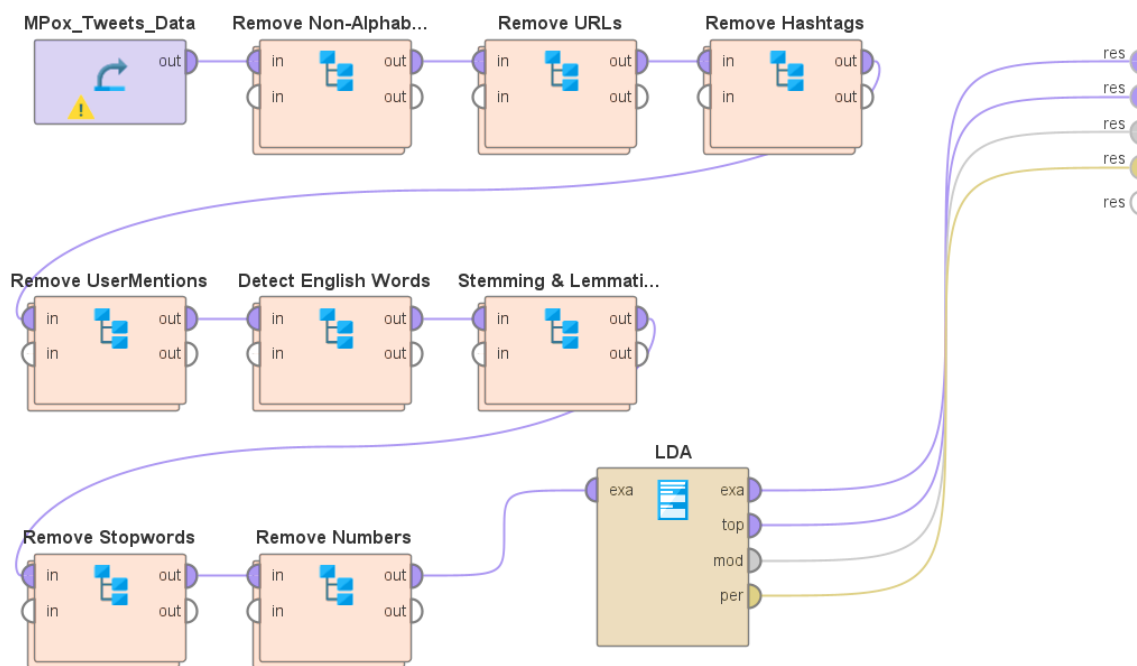 MPox_Tweets_Data
Remove Non-Alphab...
Remove URLs
Remove Hashtags
out
in out
in out
in out
in out
in out
in out
res
res
res
res
res
Remove UserMentions
Detect English Words
Stemming & Lemmati...
in out
in out
in out
in out
in out
in out
LDA
exa exa
top
mod
per
Remove Stopwords
Remove Numbers
in out
in out
in out
in out